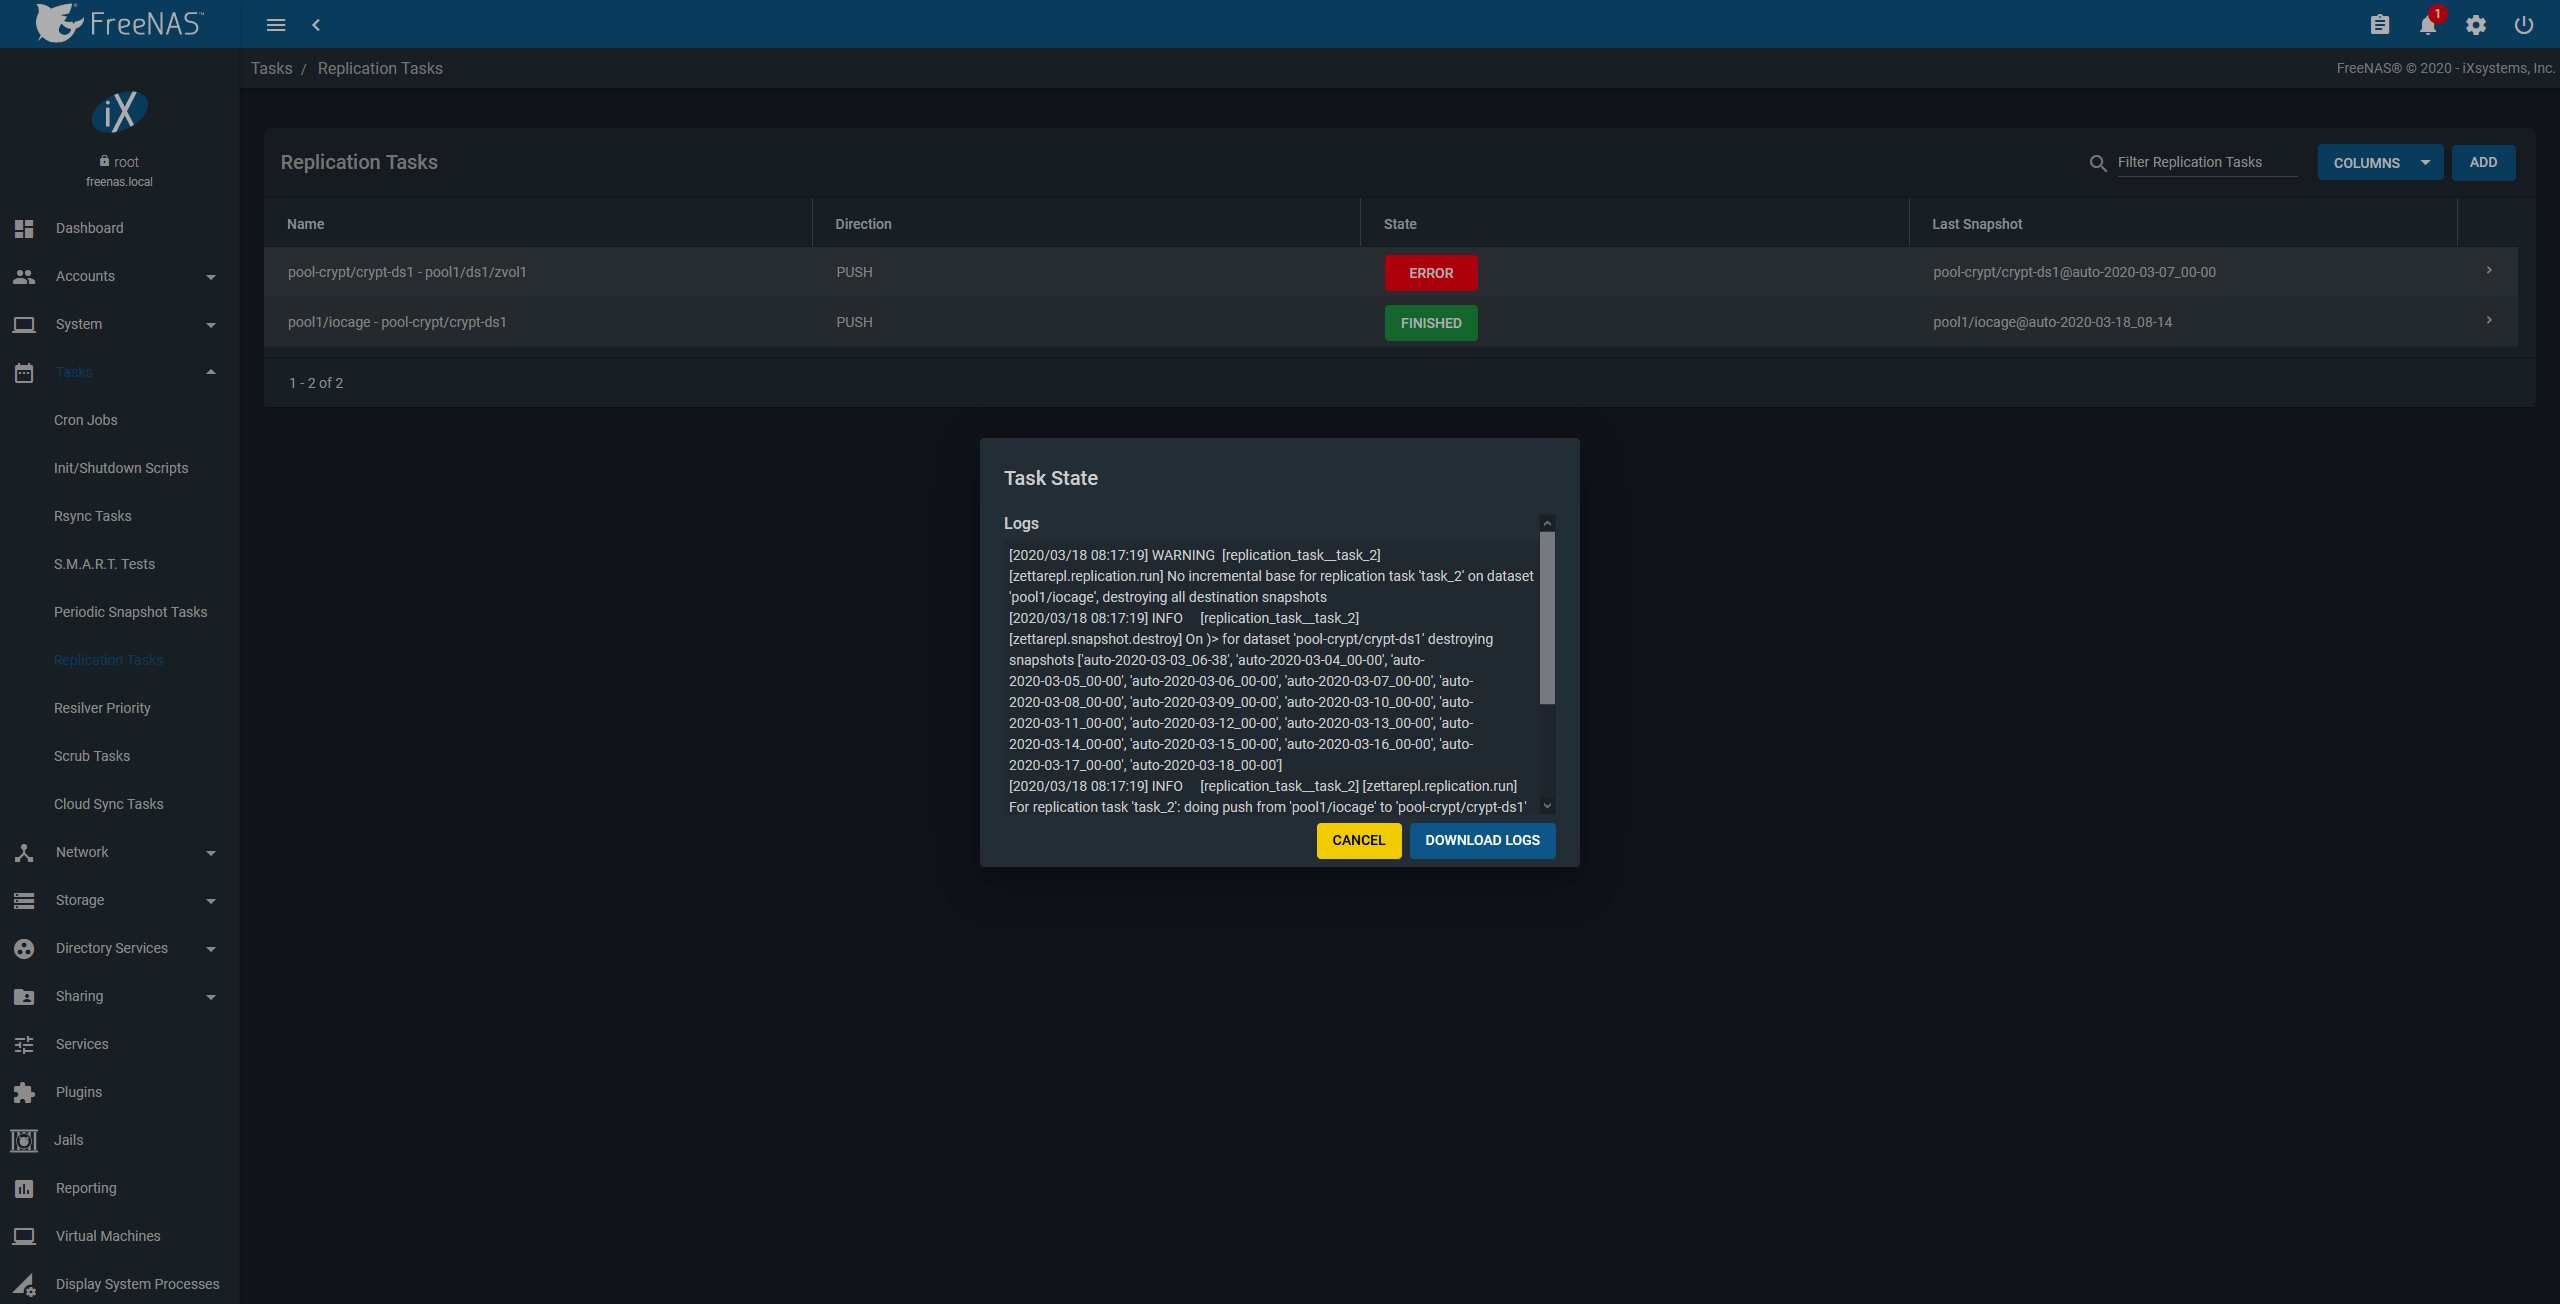 FreeNAS™
1
Tasks / Replication Tasks
FreeNAS® © 2020 - iXsystems, Inc.
iX
root
freenas.local
Dashboard
Accounts
System
Tasks
Cron Jobs
Init/Shutdown Scripts
Rsync Tasks
S.M.A.R.T. Tests
Periodic Snapshot Tasks
Replication Tasks
Resilver Priority
Scrub Tasks
Cloud Sync Tasks
Network
Storage
Directory Services
Sharing
Services
Plugins
Jails
Reporting
Virtual Machines
Display System Processes
Replication Tasks
Filter Replication Tasks
COLUMNS
ADD
Name Direction State Last Snapshot
pool-crypt/crypt-ds1 - pool1/ds1/zvol1 PUSH ERROR pool-crypt/crypt-ds1@auto-2020-03-07_00-00
pool1/iocage - pool-crypt/crypt-ds1 PUSH FINISHED pool1/iocage@auto-2020-03-18_08-14
1 - 2 of 2
Task State
Logs
[2020/03/18 08:17:19] WARNING [replication_task__task_2]
[zettarepl.replication.run] No incremental base for replication task 'task_2' on dataset
'pool1/iocage', destroying all destination snapshots
[2020/03/18 08:17:19] INFO [replication_task__task_2]
[zettarepl.snapshot.destroy] On )> for dataset 'pool-crypt/crypt-ds1' destroying
snapshots ['auto-2020-03-03_06-38', 'auto-2020-03-04_00-00', 'auto-
2020-03-05_00-00', 'auto-2020-03-06_00-00', 'auto-2020-03-07_00-00', 'auto-
2020-03-08_00-00', 'auto-2020-03-09_00-00', 'auto-2020-03-10_00-00', 'auto-
2020-03-11_00-00', 'auto-2020-03-12_00-00', 'auto-2020-03-13_00-00', 'auto-
2020-03-14_00-00', 'auto-2020-03-15_00-00', 'auto-2020-03-16_00-00', 'auto-
2020-03-17_00-00', 'auto-2020-03-18_00-00']
[2020/03/18 08:17:19] INFO [replication_task__task_2] [zettarepl.replication.run]
For replication task 'task_2': doing push from 'pool1/iocage' to 'pool-crypt/crypt-ds1'
CANCEL
DOWNLOAD LOGS